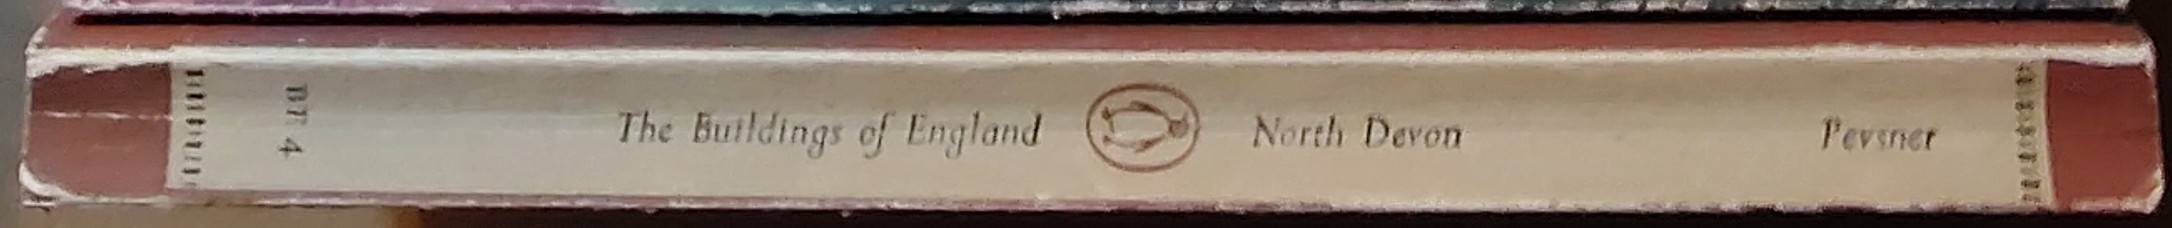 BE 4
The Buildings of England North Devon Pevsner